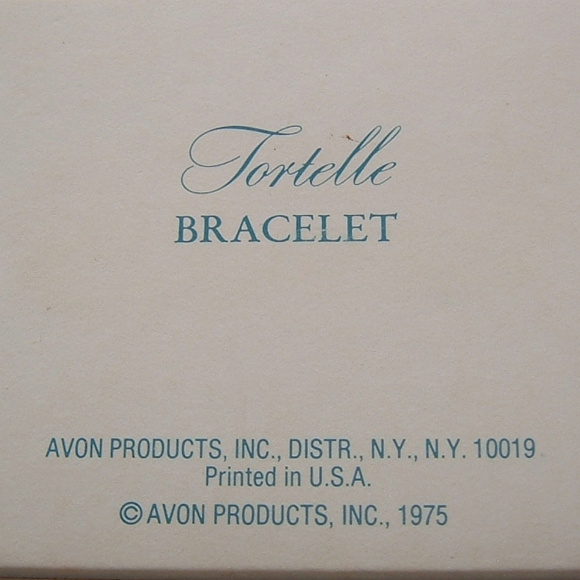 Tortelle
BRACELET
AVON PRODUCTS, INC., DISTR., N.Y., N.Y. 10019
Printed in U.S.A.
© AVON PRODUCTS, INC., 1975